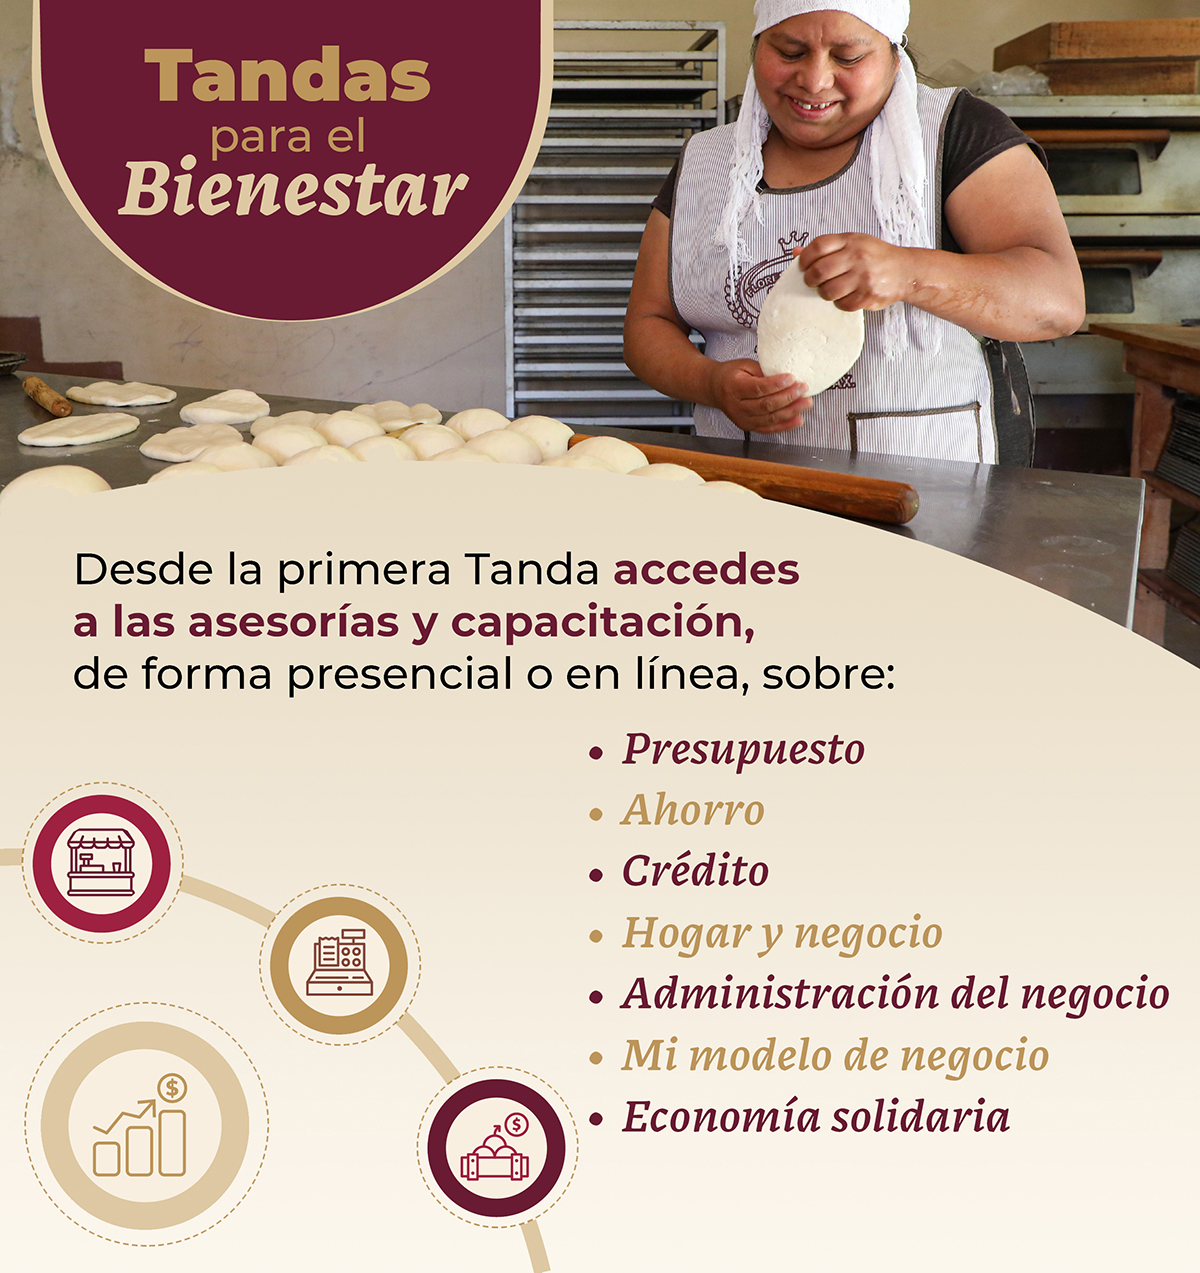 Tandas
para el
Bienestar
Desde la primera Tanda accedes
a las asesorías y capacitación,
de forma presencial o en línea, sobre:
• Presupuesto
• Ahorro
• Crédito
• Hogar y negocio
• Administración del negocio
• Mi modelo de negocio
• Economía solidaria
$
$